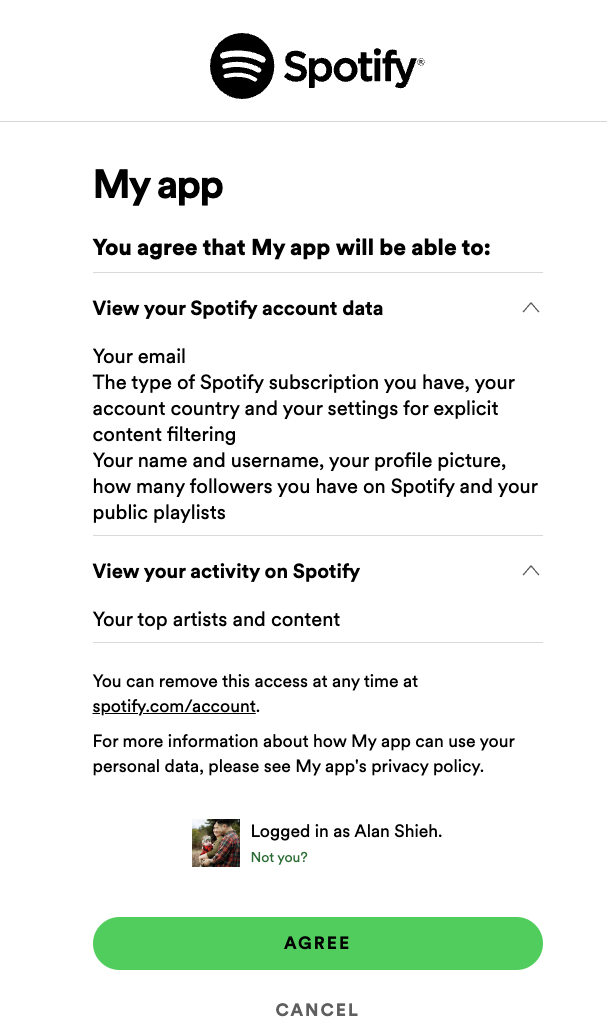 Spotify®
My app
You agree that My app will be able to:
View your Spotify account data
Your email
The type of Spotify subscription you have, your
account country and your settings for explicit
content filtering
Your name and username, your profile picture,
how many followers you have on Spotify and your
public playlists
View your activity on Spotify
Your top artists and content
You can remove this access at any time at
spotify.com/account.
For more information about how My app can use your
personal data, please see My app's privacy policy.
Logged in as Alan Shieh.
Not you?
AGREE
CANCEL